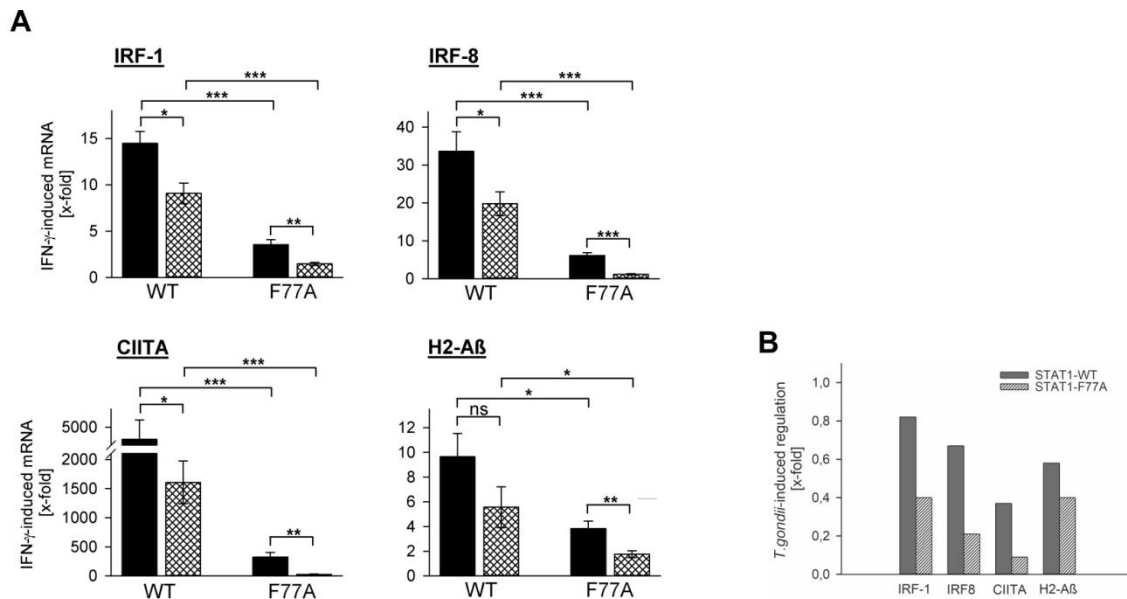 A
IRF-1
IFN-γ-induced mRNA
[x-fold]
15
10
5
0
***
***
*
**
WT
F77A
IRF-8
40
30
20
10
0
***
***
*
***
WT
F77A
CIITA
IFN-γ-induced mRNA
[x-fold]
5000
2000
1500
1000
500
0
***
***
*
**
WT
F77A
H2-Aß
12
10
8
6
4
2
0
*
*
ns
**
WT
F77A
B
T.gondii-induced regulation
[x-fold]
1,0
0,8
0,6
0,4
0,2
0,0
STAT1-WT
STAT1-F77A
IRF-1
IRF8
CIITA
H2-Aß